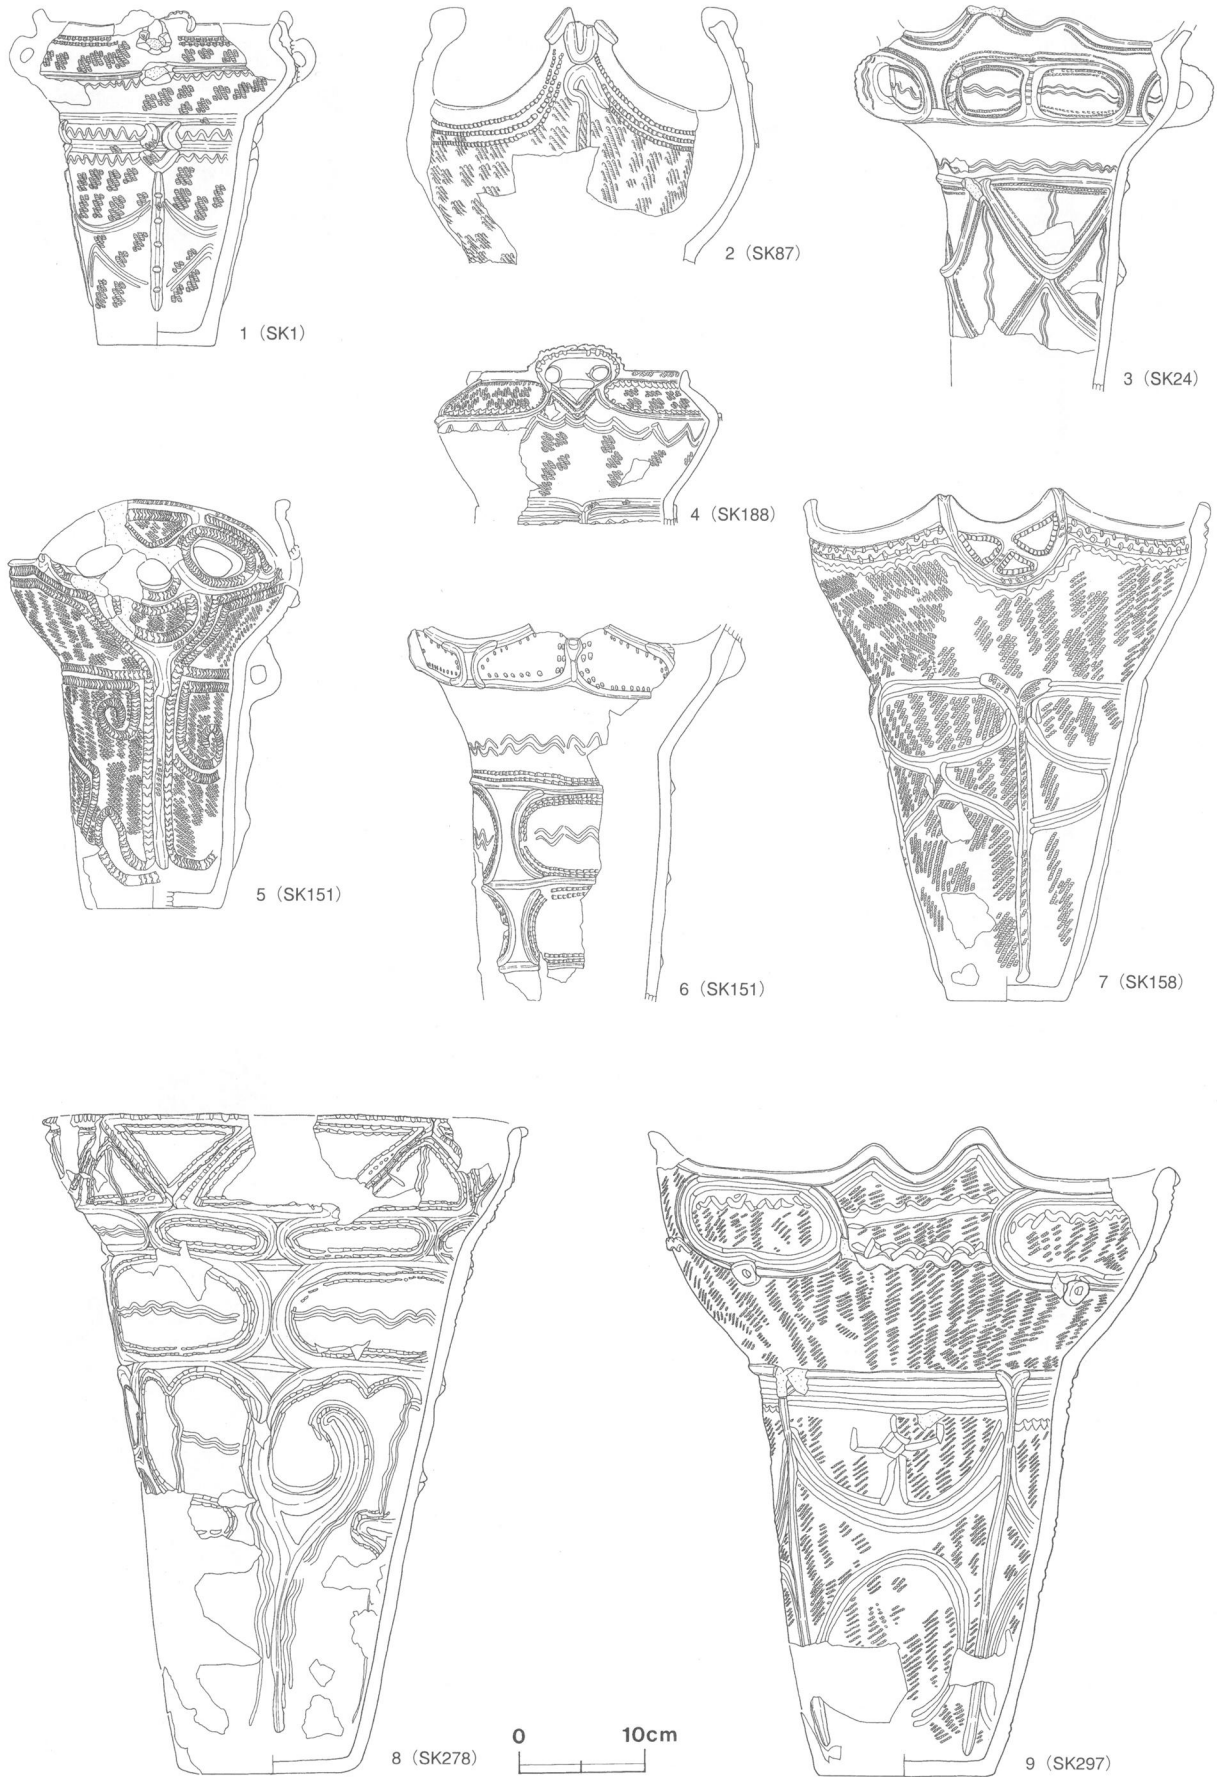 1（SK1）
2（SK87）
3（SK24）
4（SK188）
5（SK151）
6（SK151）
7（SK158）
8（SK278）
0 10cm
9（SK297）